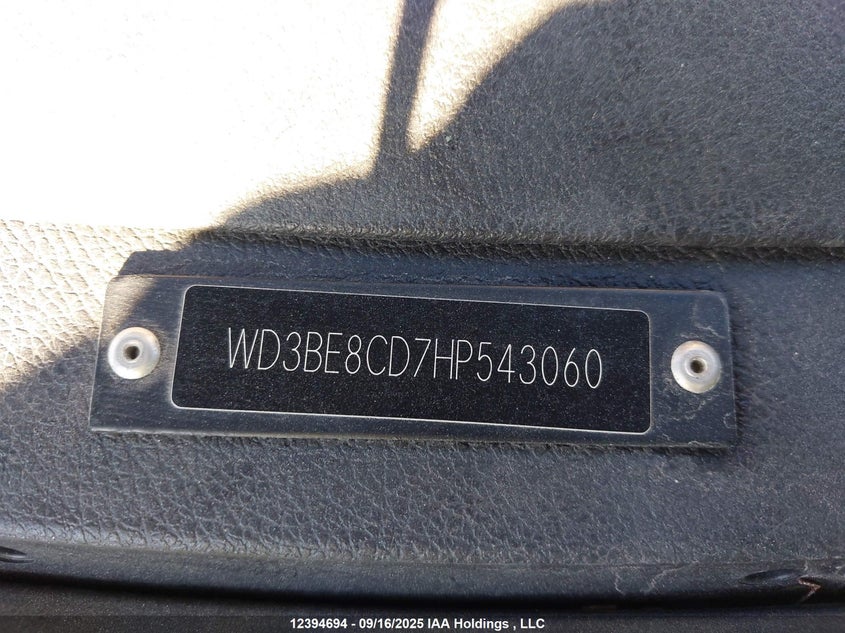 WD3BE8CD7HP543060
12394694 - 09/16/2025 IAA Holdings , LLC